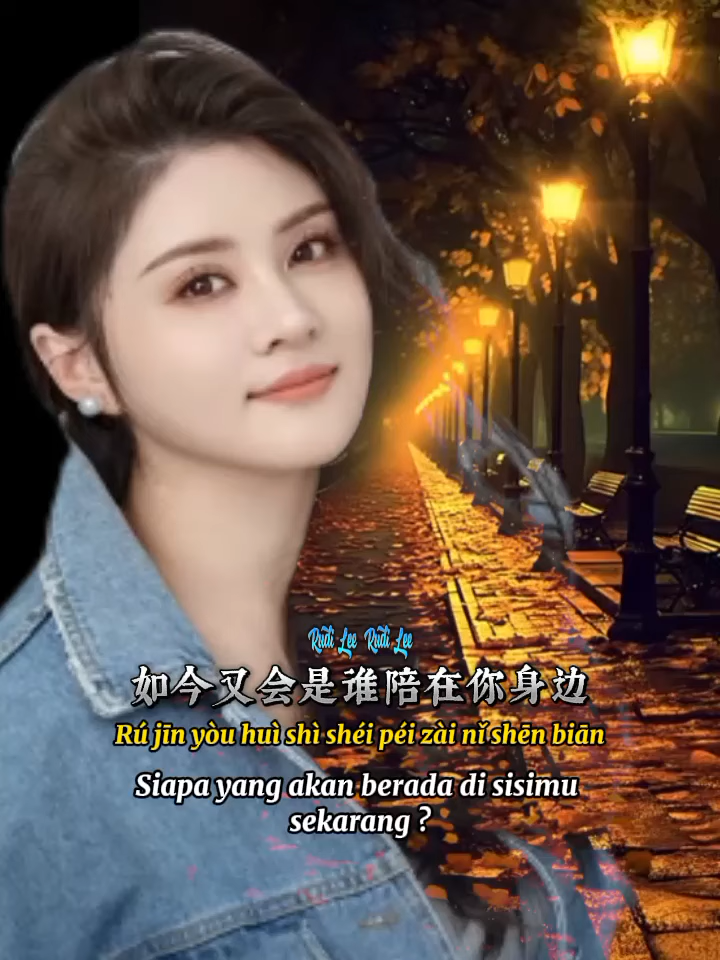 Rudi Lee Rudi Lee
如今又会是谁陪在你身边
Rú jīn yòu huì shì shéi péi zài nǐ shēn biān
Siapa yang akan berada di sisimu
sekarang ?